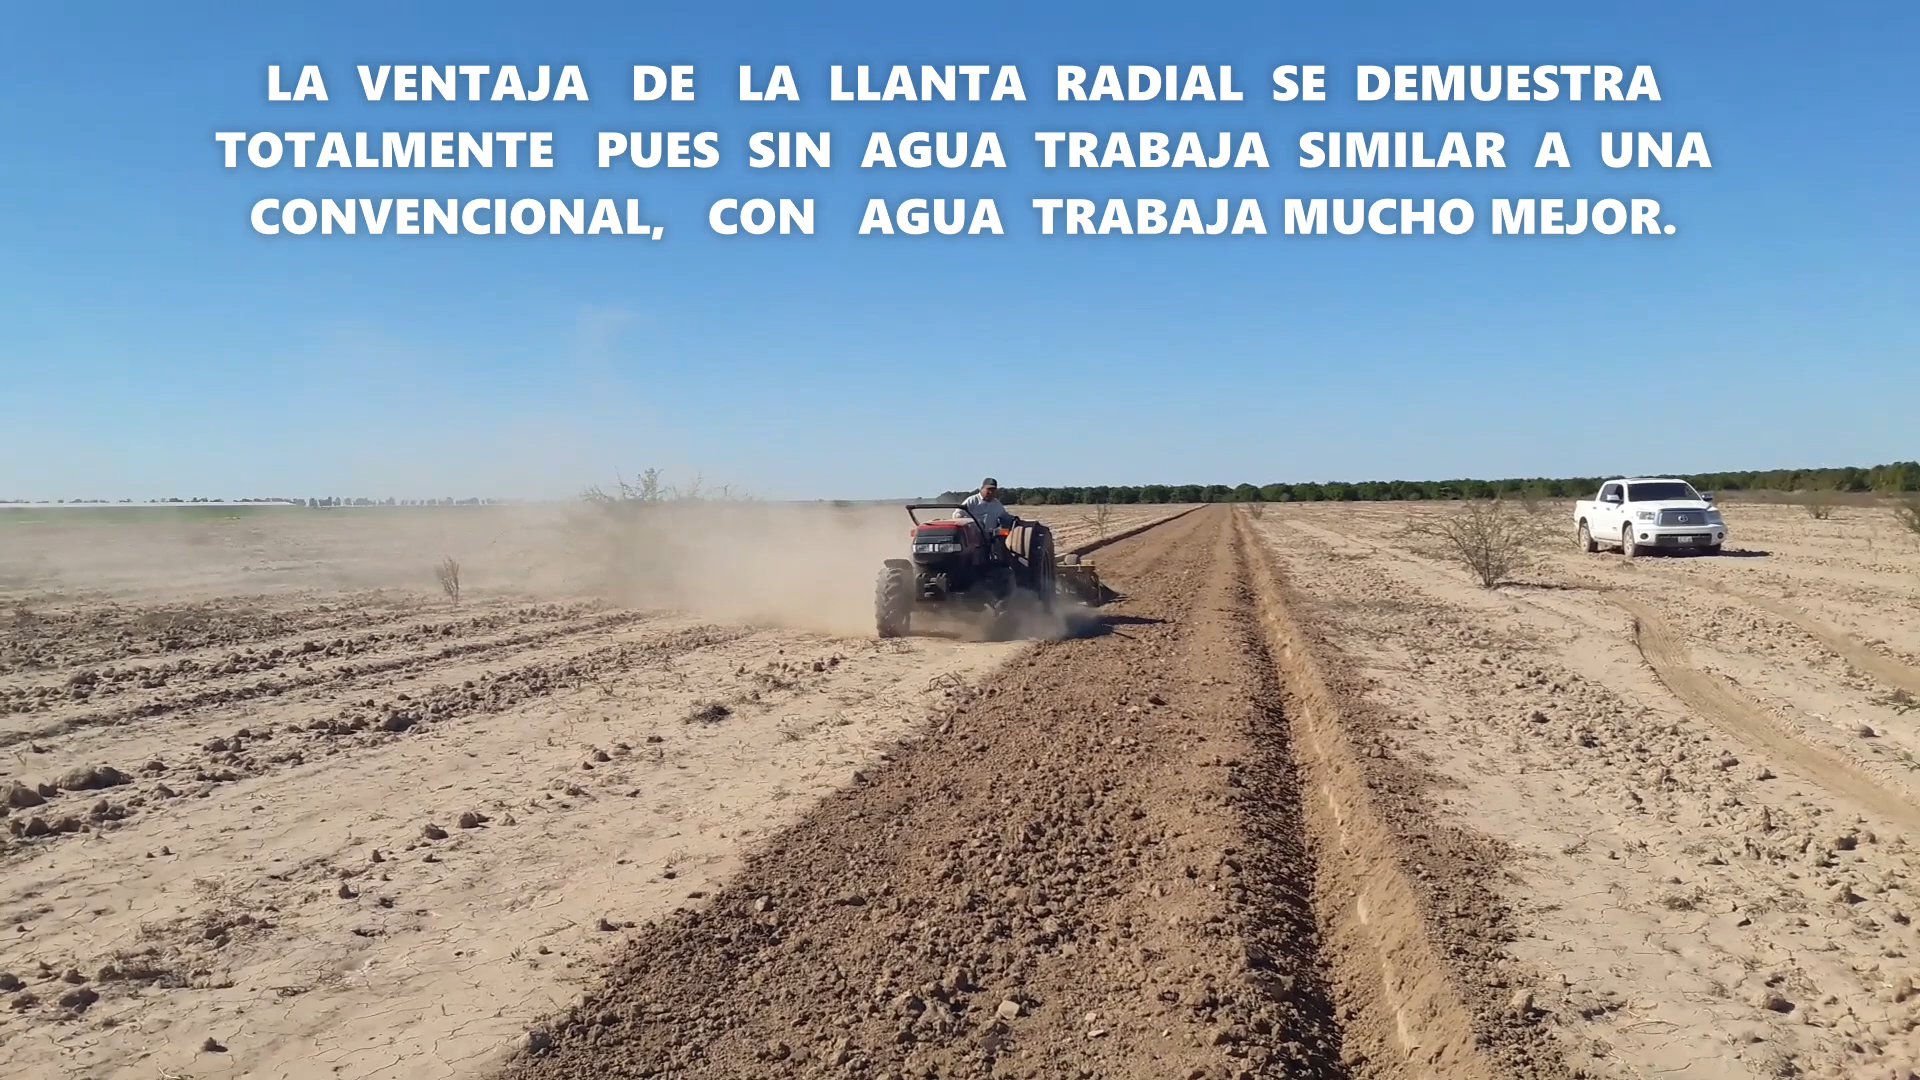 LA VENTAJA DE LA LLANTA RADIAL SE DEMUESTRA
TOTALMENTE PUES SIN AGUA TRABAJA SIMILAR A UNA
CONVENCIONAL, CON AGUA TRABAJA MUCHO MEJOR.